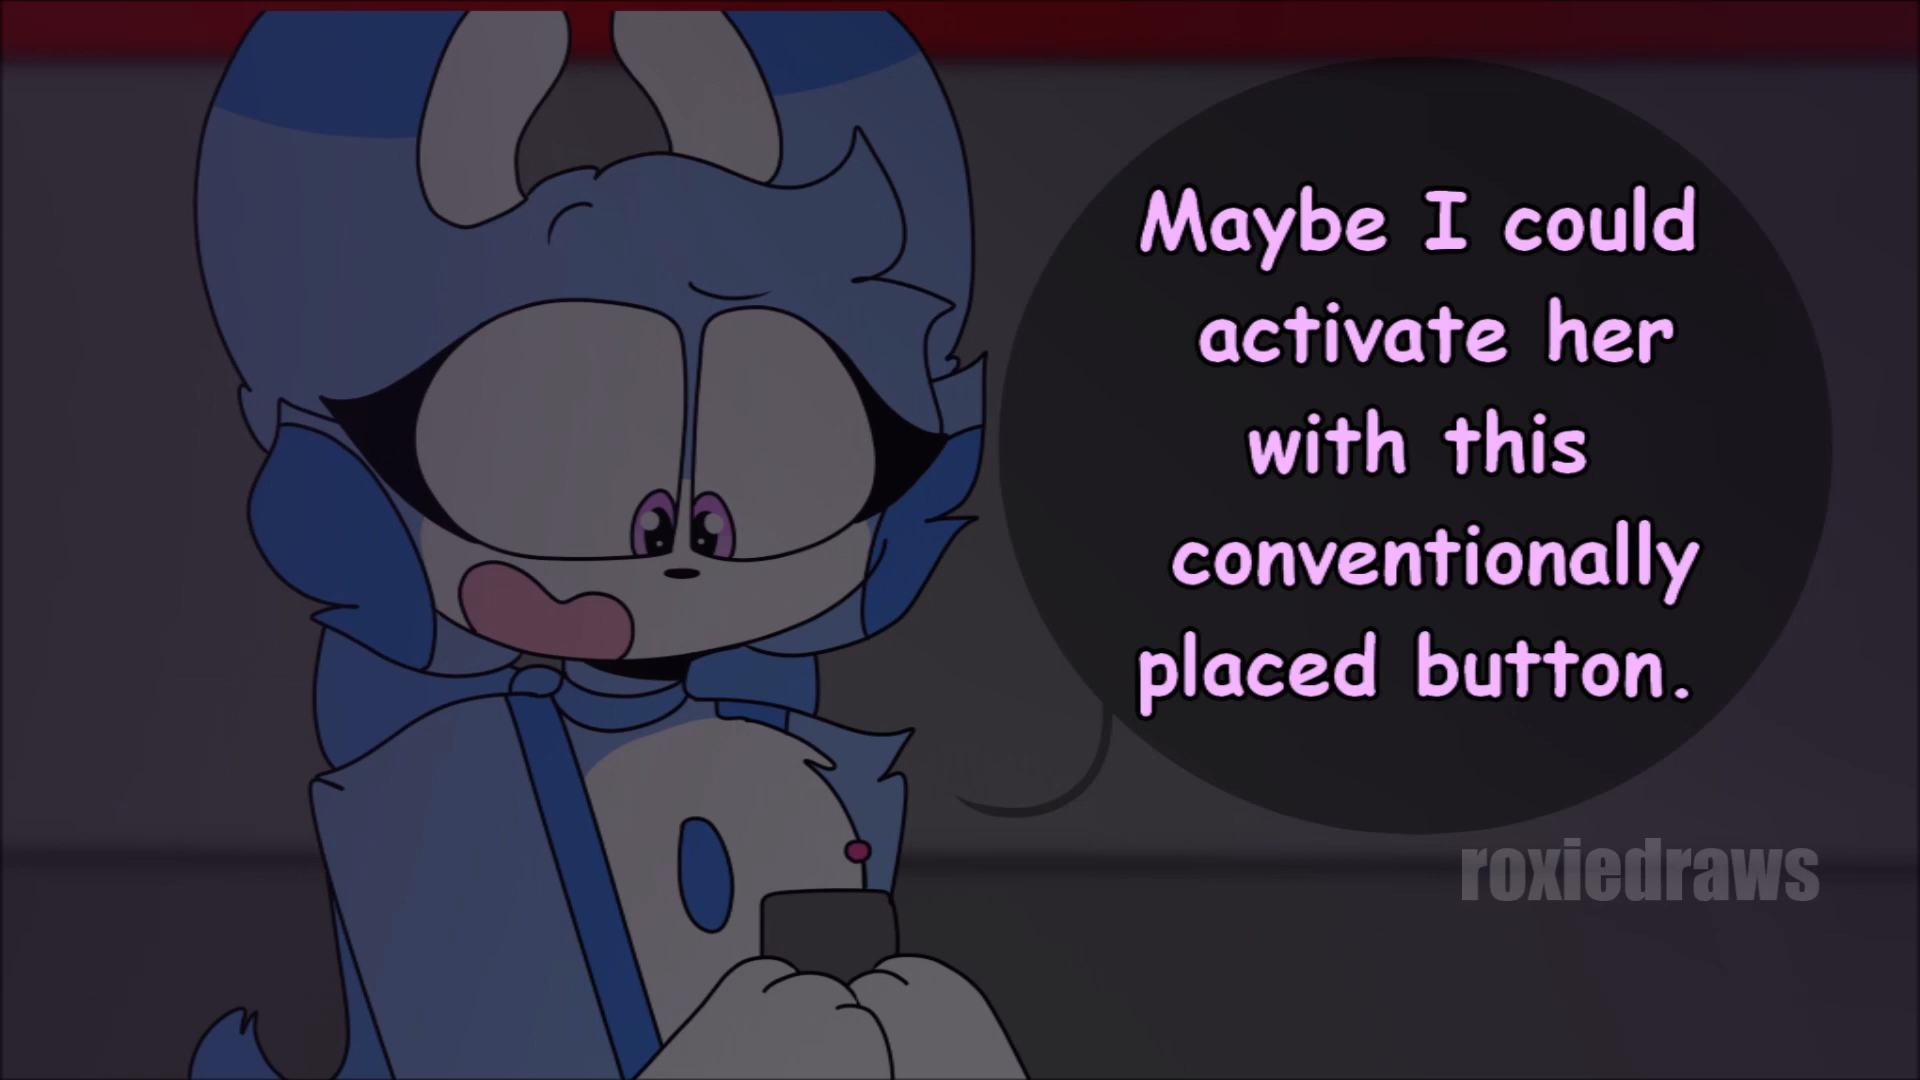 Maybe I could
activate her
with this
conventionally
placed button.
roxiedraws